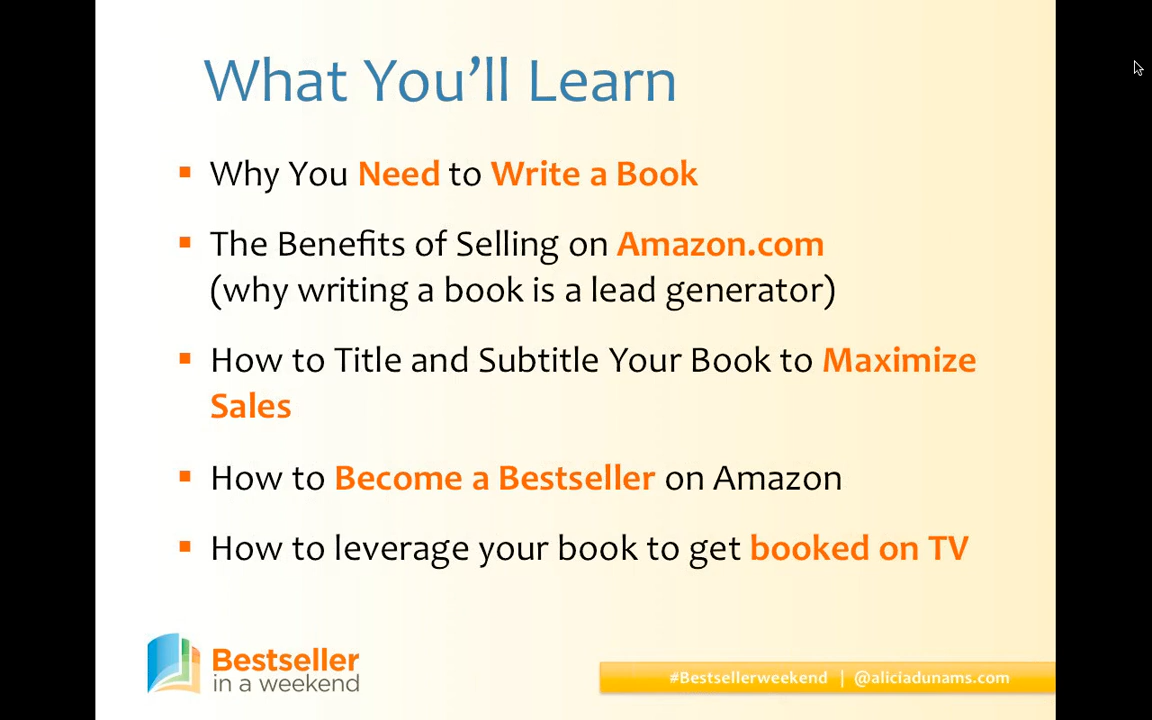 What You’ll Learn
Why You Need to Write a Book
The Benefits of Selling on Amazon.com
(why writing a book is a lead generator)
How to Title and Subtitle Your Book to Maximize
Sales
How to Become a Bestseller on Amazon
How to leverage your book to get booked on TV
Bestseller
in a weekend
#Bestsellerweekend | @aliciadunams.com